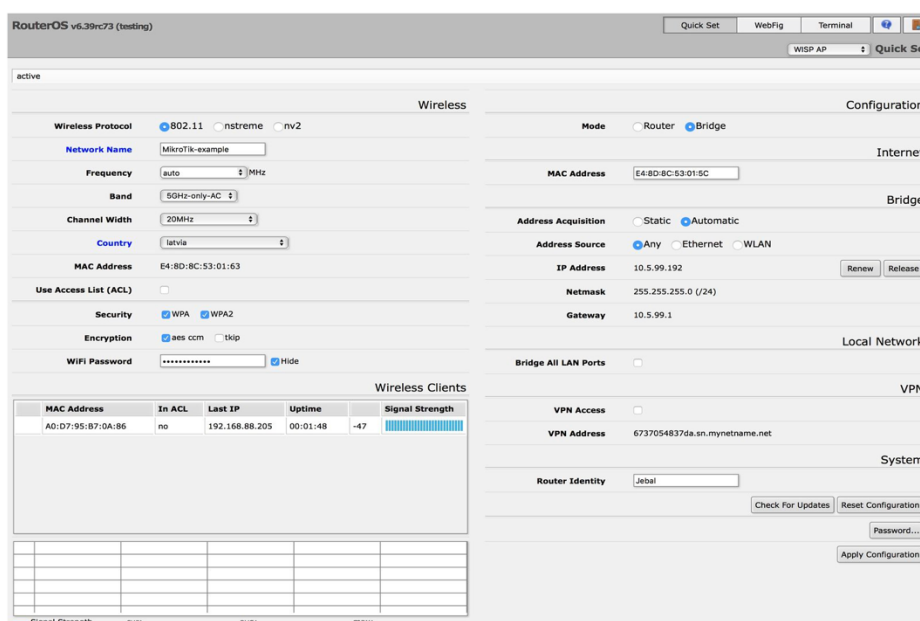 RouterOS v6.39rc73 (testing)
Quick Set WebFig Terminal
WISP AP Quick Se
active
Wireless
Wireless Protocol 802.11 nstreme nv2
Network Name MikroTik-example
Frequency auto MHz
Band 5GHz-only-AC
Channel Width 20MHz
Country latvia
MAC Address E4:8D:8C:53:01:63
Use Access List (ACL)
Security WPA WPA2
Encryption aes ccm tkip
WiFi Password •••••••••••• Hide
Wireless Clients
MAC Address In ACL Last IP Uptime Signal Strength
A0:D7:95:B7:0A:86 no 192.168.88.205 00:01:48 -47
Signal Strength
Configuration
Mode Router Bridge
Internet
MAC Address E4:8D:8C:53:01:5C
Bridge
Address Acquisition Static Automatic
Address Source Any Ethernet WLAN
IP Address 10.5.99.192 Renew Release
Netmask 255.255.255.0 (/24)
Gateway 10.5.99.1
Local Network
Bridge All LAN Ports
VPN
VPN Access
VPN Address 6737054837da.sn.mynetname.net
System
Router Identity Jebal
Check For Updates Reset Configuration
Password...
Apply Configuration